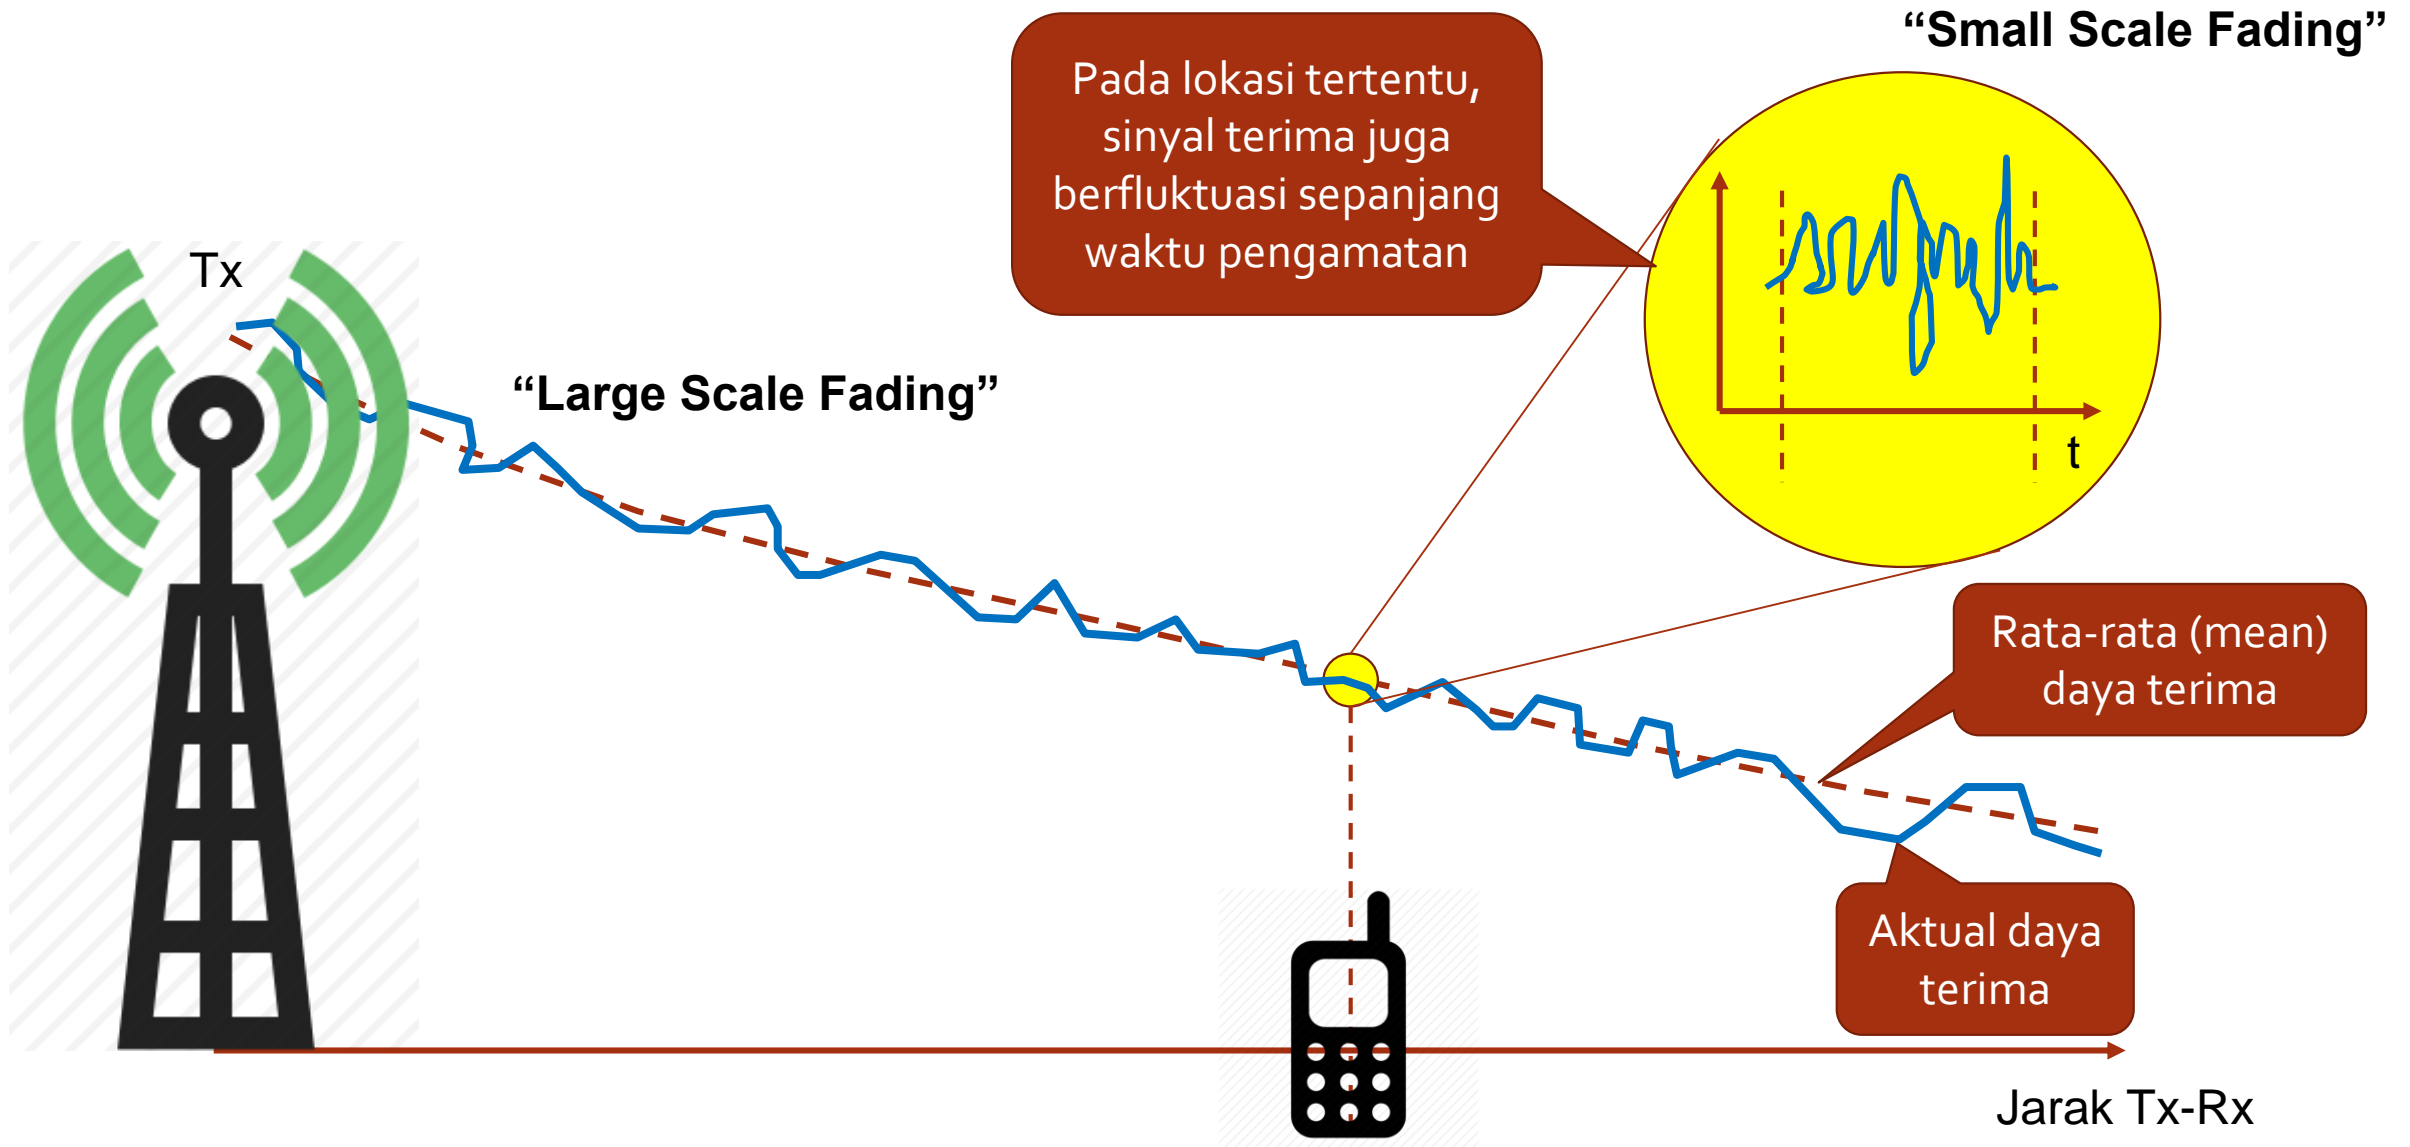 “Small Scale Fading”
Pada lokasi tertentu,
sinyal terima juga
berfluktuasi sepanjang
waktu pengamatan
Tx
“Large Scale Fading”
t
Rata-rata (mean)
daya terima
Aktual daya
terima
Jarak Tx-Rx